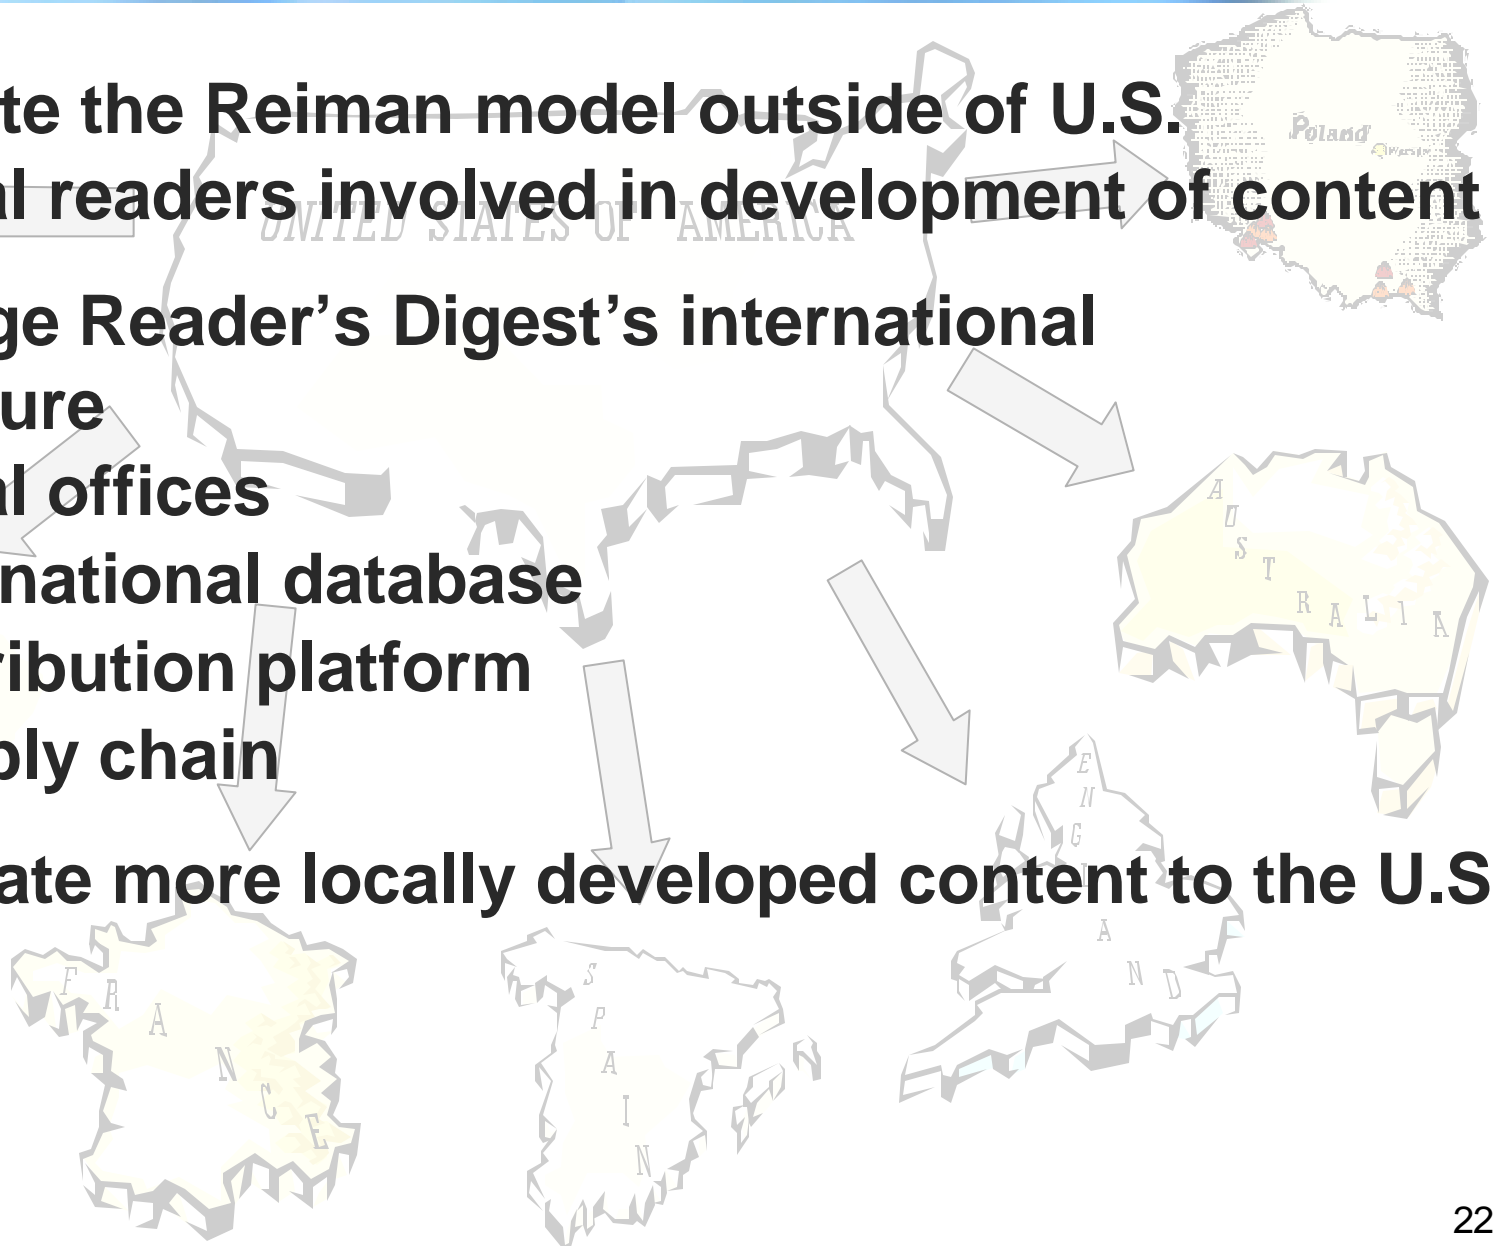 te the Reiman model outside of U.S.
al readers involved in development of content
ge Reader's Digest's international
ure
al offices
national database
ribution platform
ply chain
ate more locally developed content to the U.S
UNITED STATES OF AMERICA
Poland
AUSTRALIA
ENGLAND
FRANCE
SPAIN
22